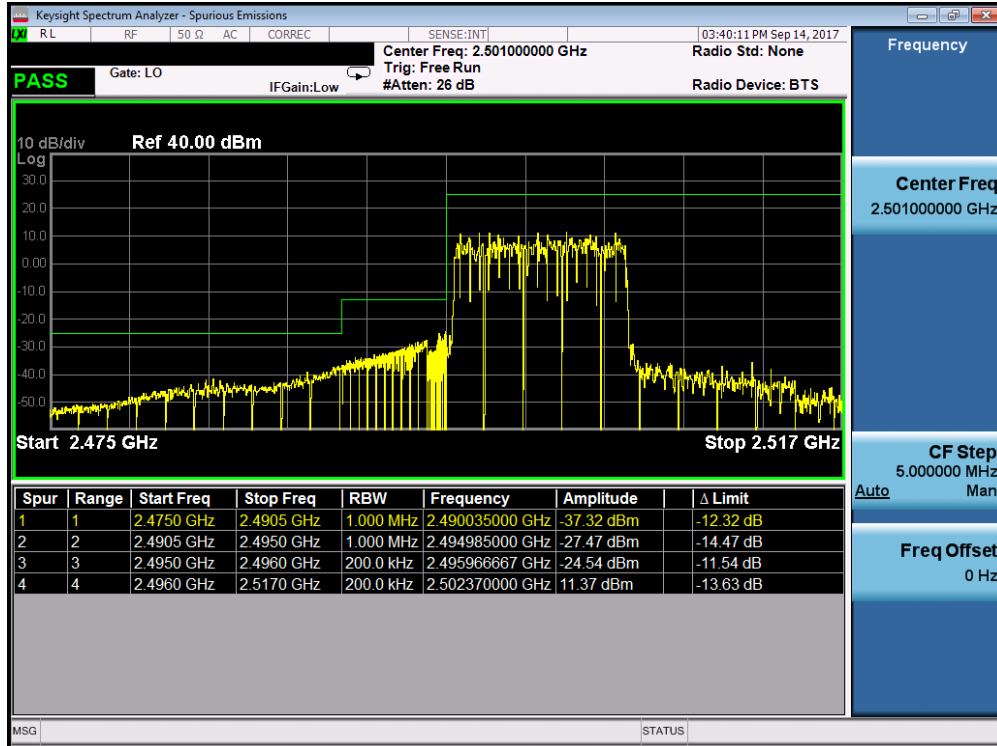 Keysight Spectrum Analyzer - Spurious Emissions
LXI RL RF 50 Ω AC CORREC SENSE:INT 03:40:11 PM Sep 14, 2017
Center Freq: 2.501000000 GHz Radio Std: None
Trig: Free Run
PASS Gate: LO IFGain:Low #Atten: 26 dB Radio Device: BTS
10 dB/div Ref 40.00 dBm
Log
30.0
20.0
10.0
0.00
-10.0
-20.0
-30.0
-40.0
-50.0
Start 2.475 GHz Stop 2.517 GHz
Spur Range Start Freq Stop Freq RBW Frequency Amplitude Δ Limit
1 1 2.4750 GHz 2.4905 GHz 1.000 MHz 2.490035000 GHz -37.32 dBm -12.32 dB
2 2 2.4905 GHz 2.4950 GHz 1.000 MHz 2.494985000 GHz -27.47 dBm -14.47 dB
3 3 2.4950 GHz 2.4960 GHz 200.0 kHz 2.495966667 GHz -24.54 dBm -11.54 dB
4 4 2.4960 GHz 2.5170 GHz 200.0 kHz 2.502370000 GHz 11.37 dBm -13.63 dB
MSG STATUS
Frequency
Center Freq
2.501000000 GHz
CF Step
5.000000 MHz
Auto Man
Freq Offset
0 Hz